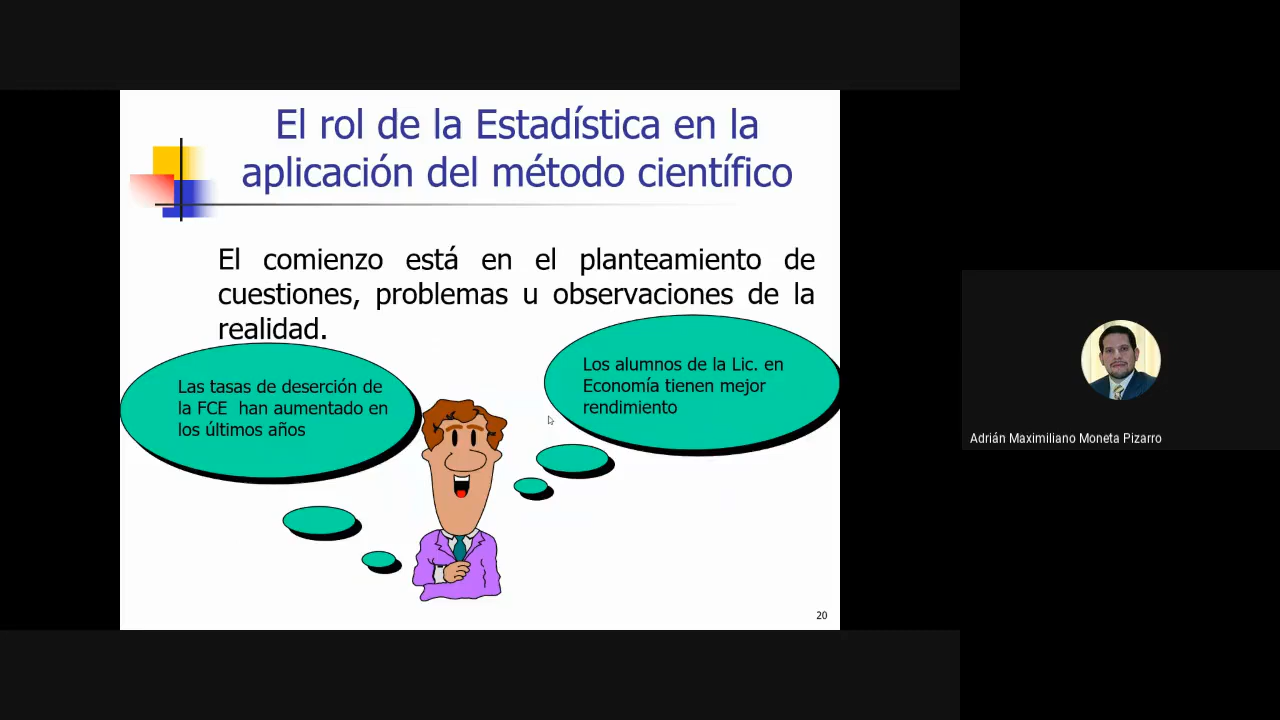 El rol de la Estadística en la
aplicación del método científico
El comienzo está en el planteamiento de
cuestiones, problemas u observaciones de la
realidad.
Las tasas de deserción de
la FCE han aumentado en
los últimos años
Los alumnos de la Lic. en
Economía tienen mejor
rendimiento
20
Adrián Maximiliano Moneta Pizarro